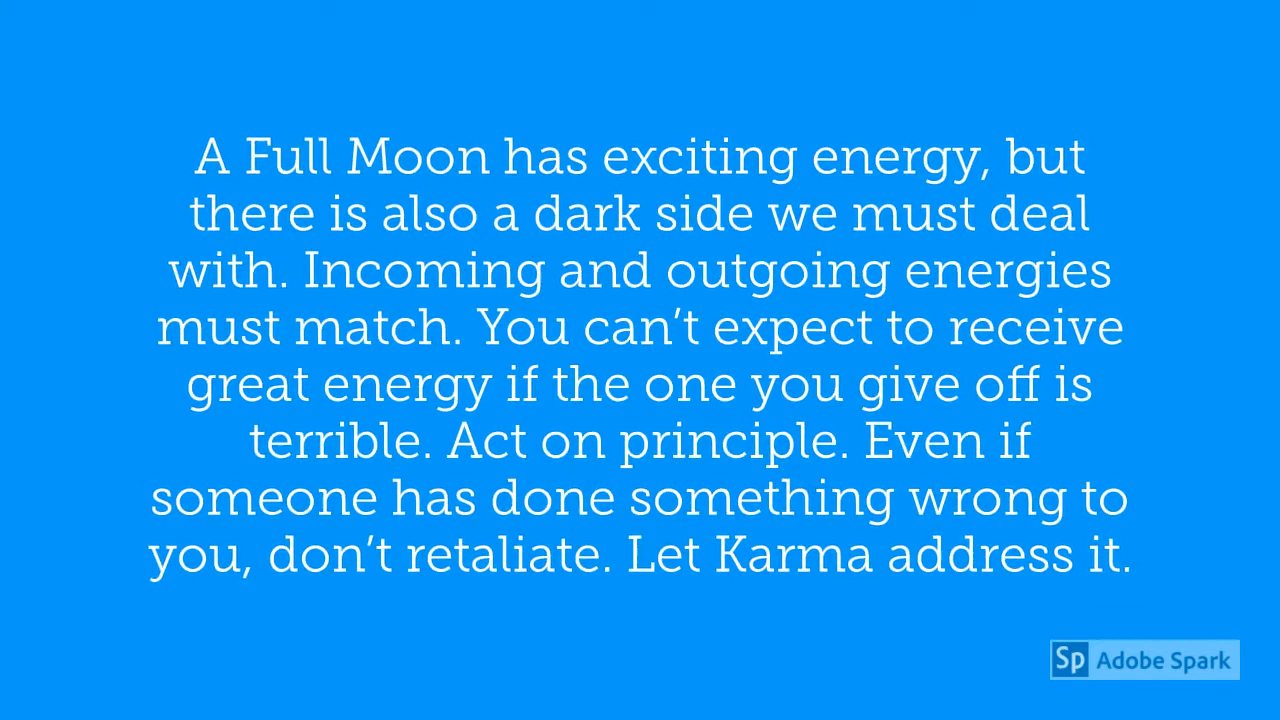 A Full Moon has exciting energy, but
there is also a dark side we must deal
with. Incoming and outgoing energies
must match. You can’t expect to receive
great energy if the one you give off is
terrible. Act on principle. Even if
someone has done something wrong to
you, don’t retaliate. Let Karma address it.
Sp Adobe Spark